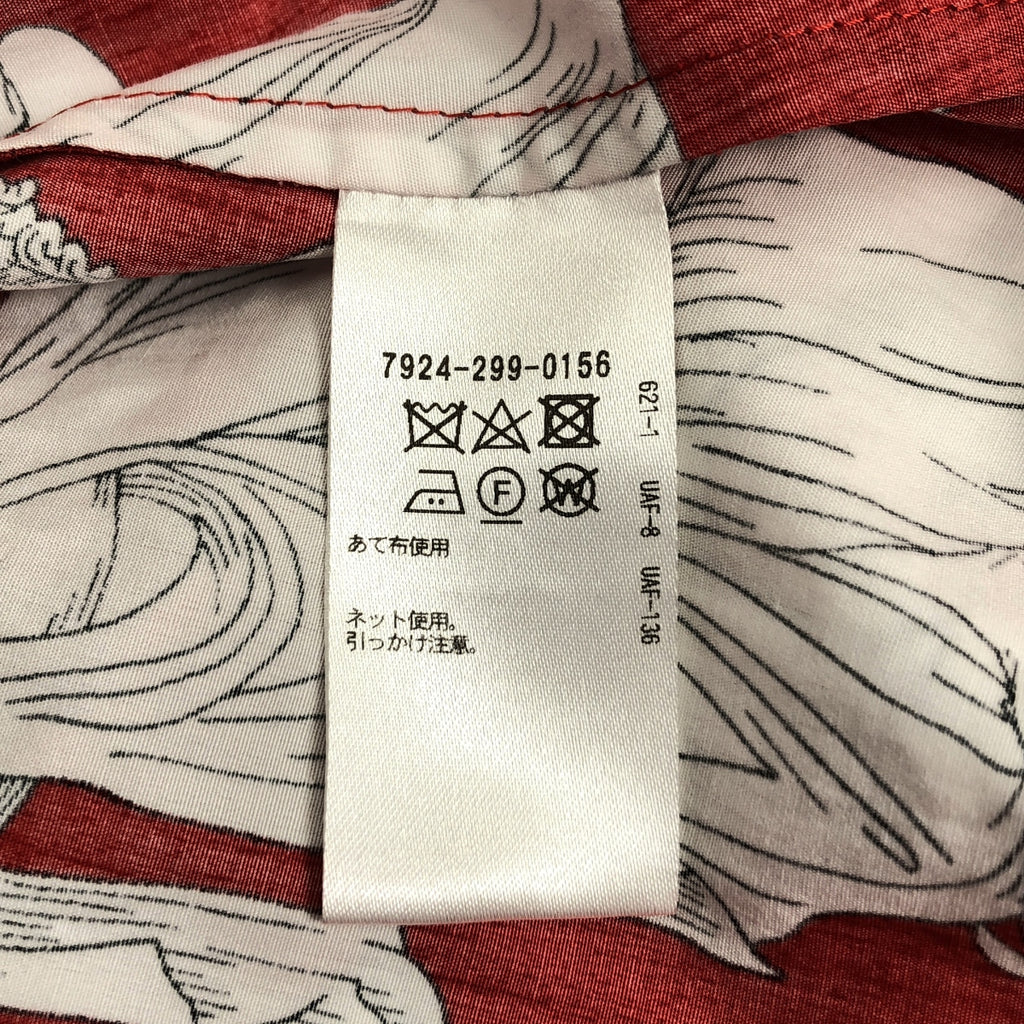 7924-299-0156
F W
あて布使用
ネット使用。
引っかけ注意。
621-1 UAF-8 UAF-136